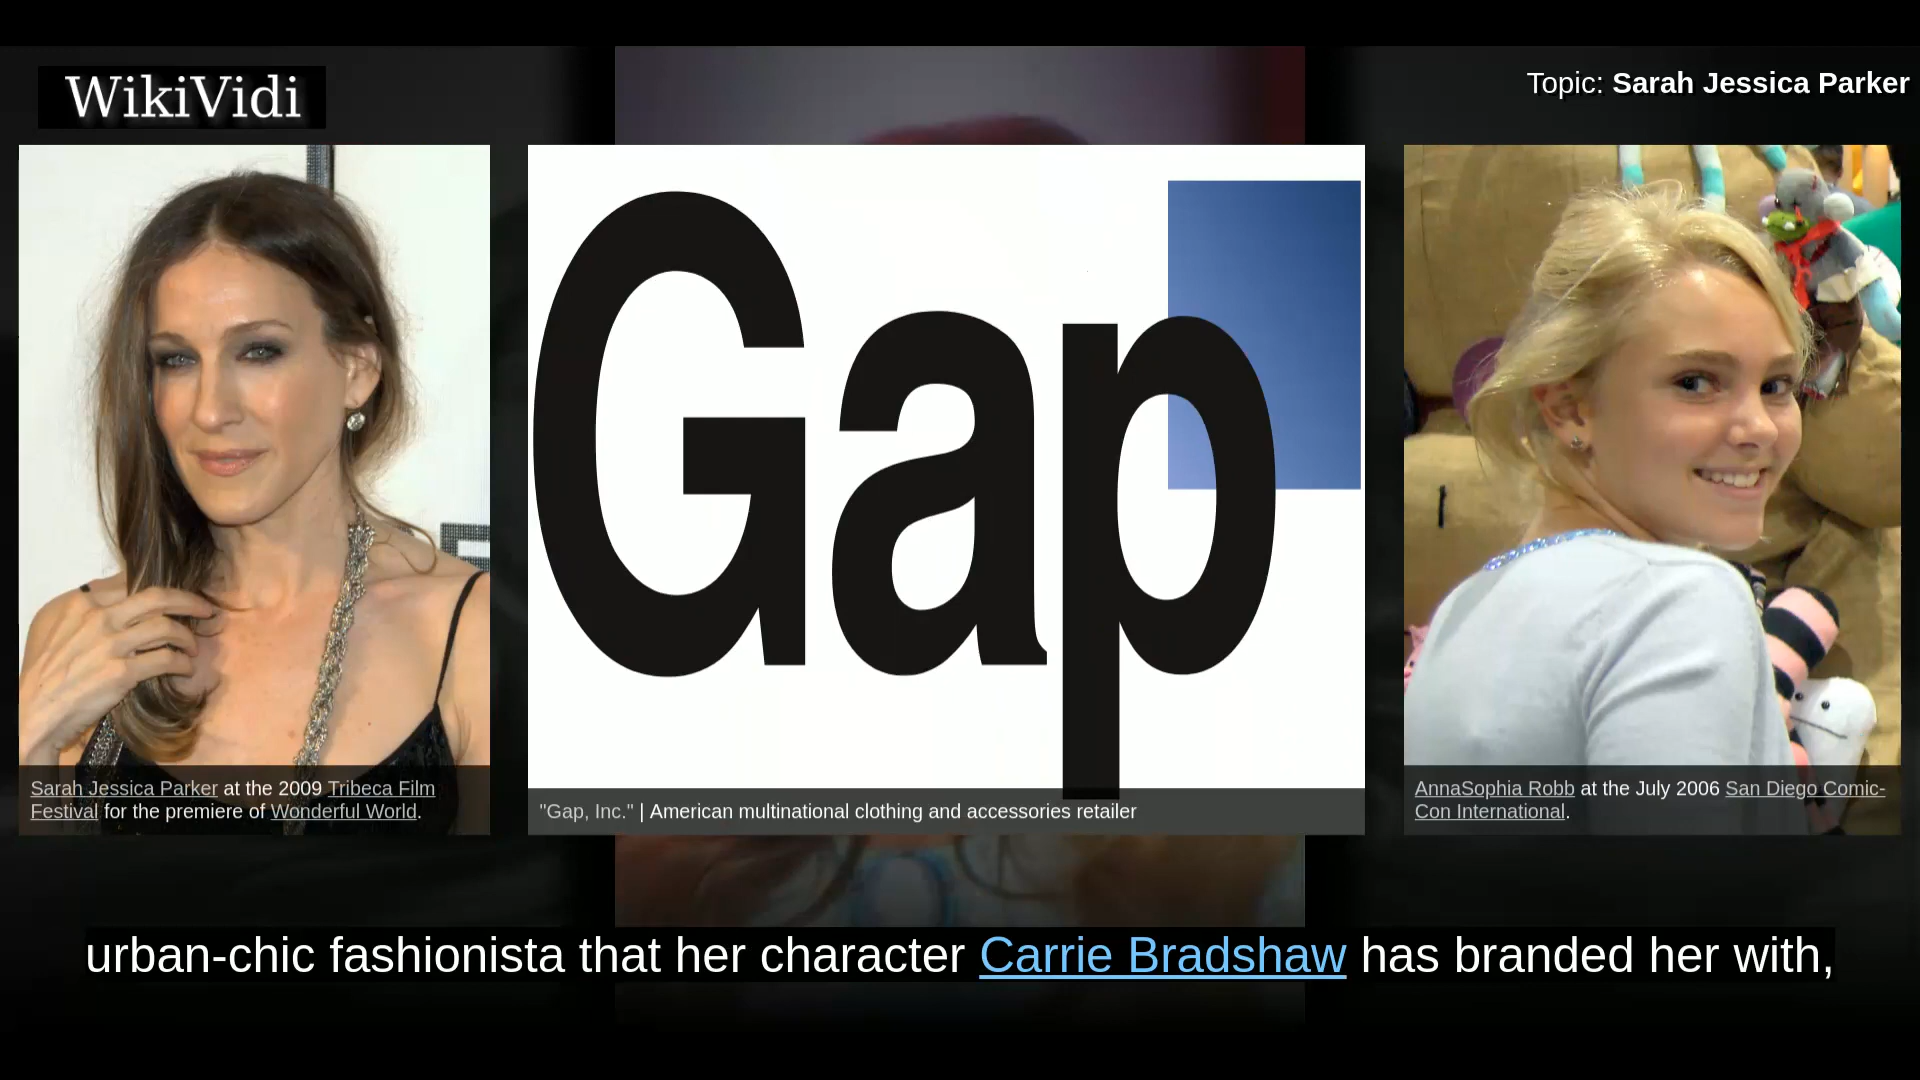 WikiVidi
Topic: Sarah Jessica Parker
Gap
Sarah Jessica Parker at the 2009 Tribeca Film
Festival for the premiere of Wonderful World.
"Gap, Inc." | American multinational clothing and accessories retailer
AnnaSophia Robb at the July 2006 San Diego Comic-
Con International.
urban-chic fashionista that her character Carrie Bradshaw has branded her with,